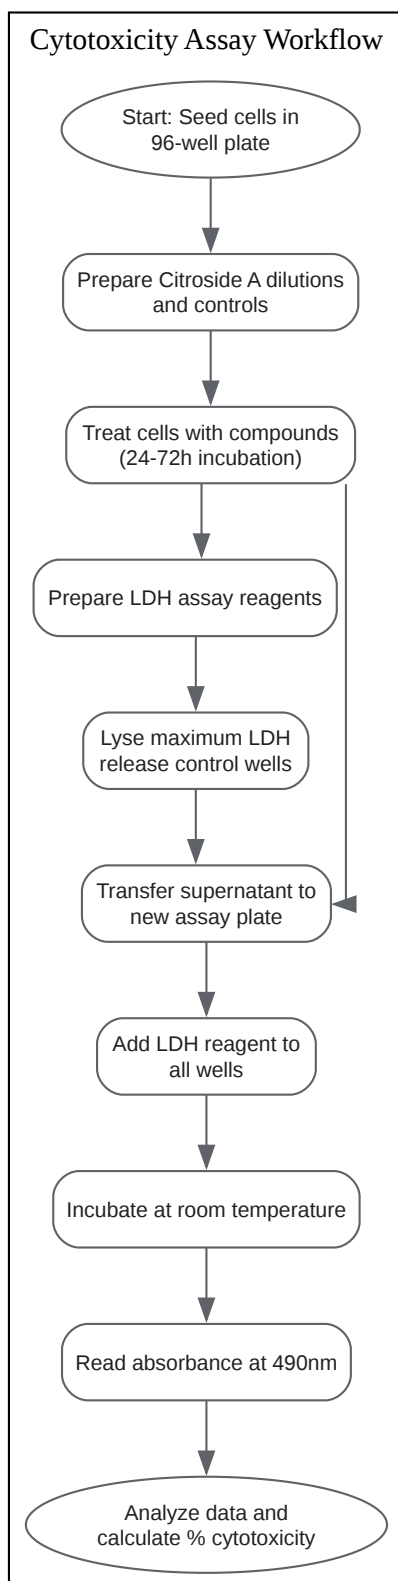 Cytotoxicity Assay Workflow
Start: Seed cells in
96-well plate
Prepare Citroside A dilutions
and controls
Treat cells with compounds
(24-72h incubation)
Prepare LDH assay reagents
Lyse maximum LDH
release control wells
Transfer supernatant to
new assay plate
Add LDH reagent to
all wells
Incubate at room temperature
Read absorbance at 490nm
Analyze data and
calculate % cytotoxicity